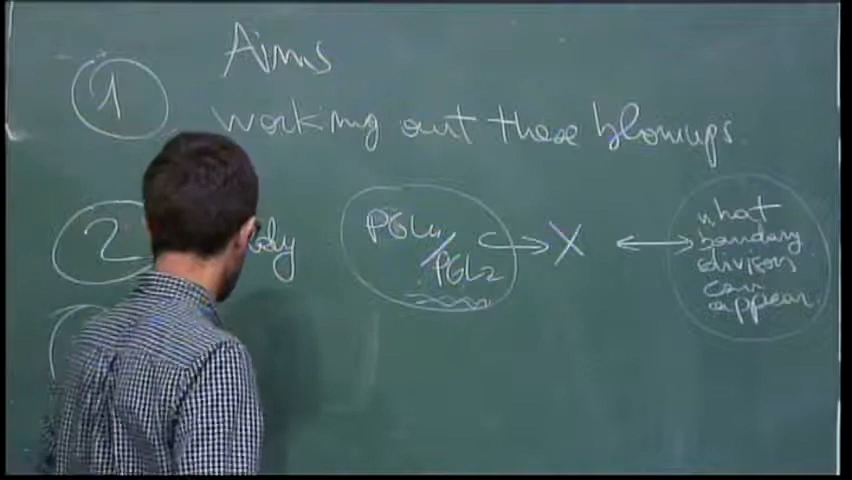 Aims
1 working out these blowups.
2 PGL4/PGL2 ↪ X ↔ what
boundary
divisors
can
appear.